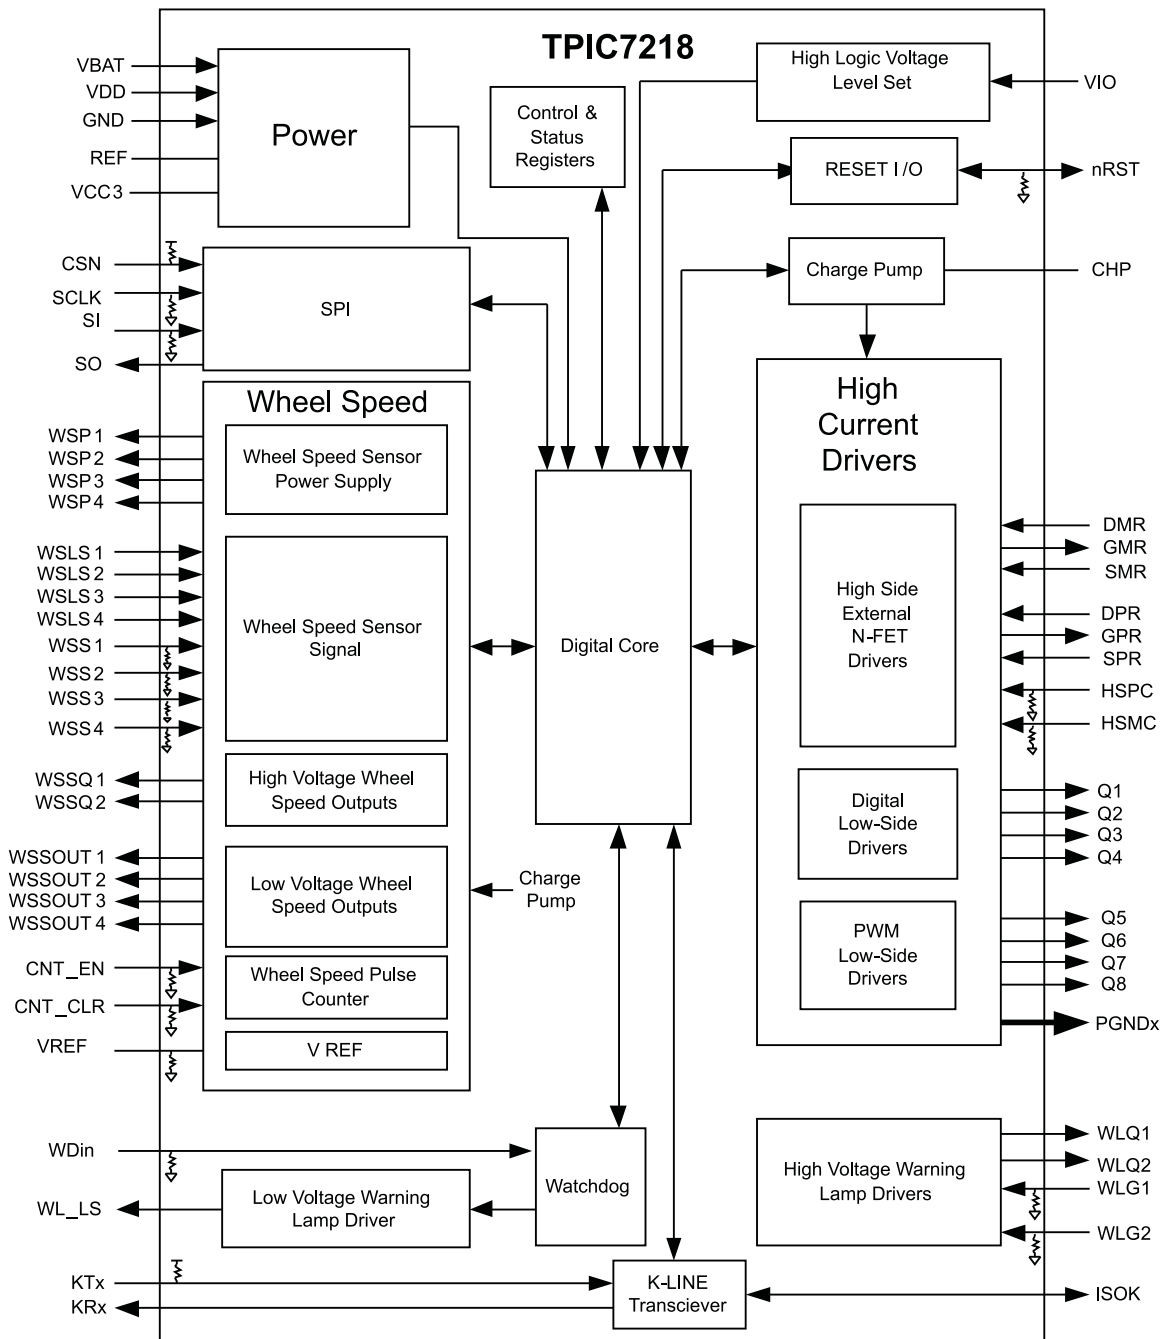 TPIC7218
VBAT
VDD
GND
REF
VCC3
Power
Control &
Status
Registers
High Logic Voltage
Level Set
VIO
RESET I/O
nRST
Charge Pump
CHP
CSN
SCLK
SI
SO
SPI
Wheel Speed
WSP1
WSP2
WSP3
WSP4
Wheel Speed Sensor
Power Supply
WSLS1
WSLS2
WSLS3
WSLS4
WSS1
WSS2
WSS3
WSS4
Wheel Speed Sensor
Signal
WSSQ1
WSSQ2
High Voltage Wheel
Speed Outputs
WSSOUT1
WSSOUT2
WSSOUT3
WSSOUT4
Low Voltage Wheel
Speed Outputs
Charge
Pump
CNT_EN
CNT_CLR
Wheel Speed Pulse
Counter
VREF
V REF
Digital Core
High
Current
Drivers
High Side
External
N-FET
Drivers
DMR
GMR
SMR
DPR
GPR
SPR
HSPC
HSMC
Digital
Low-Side
Drivers
Q1
Q2
Q3
Q4
PWM
Low-Side
Drivers
Q5
Q6
Q7
Q8
PGNDx
WDin
Watchdog
WL_LS
Low Voltage Warning
Lamp Driver
High Voltage Warning
Lamp Drivers
WLQ1
WLQ2
WLG1
WLG2
KTx
KRx
K-LINE
Transciever
ISOK